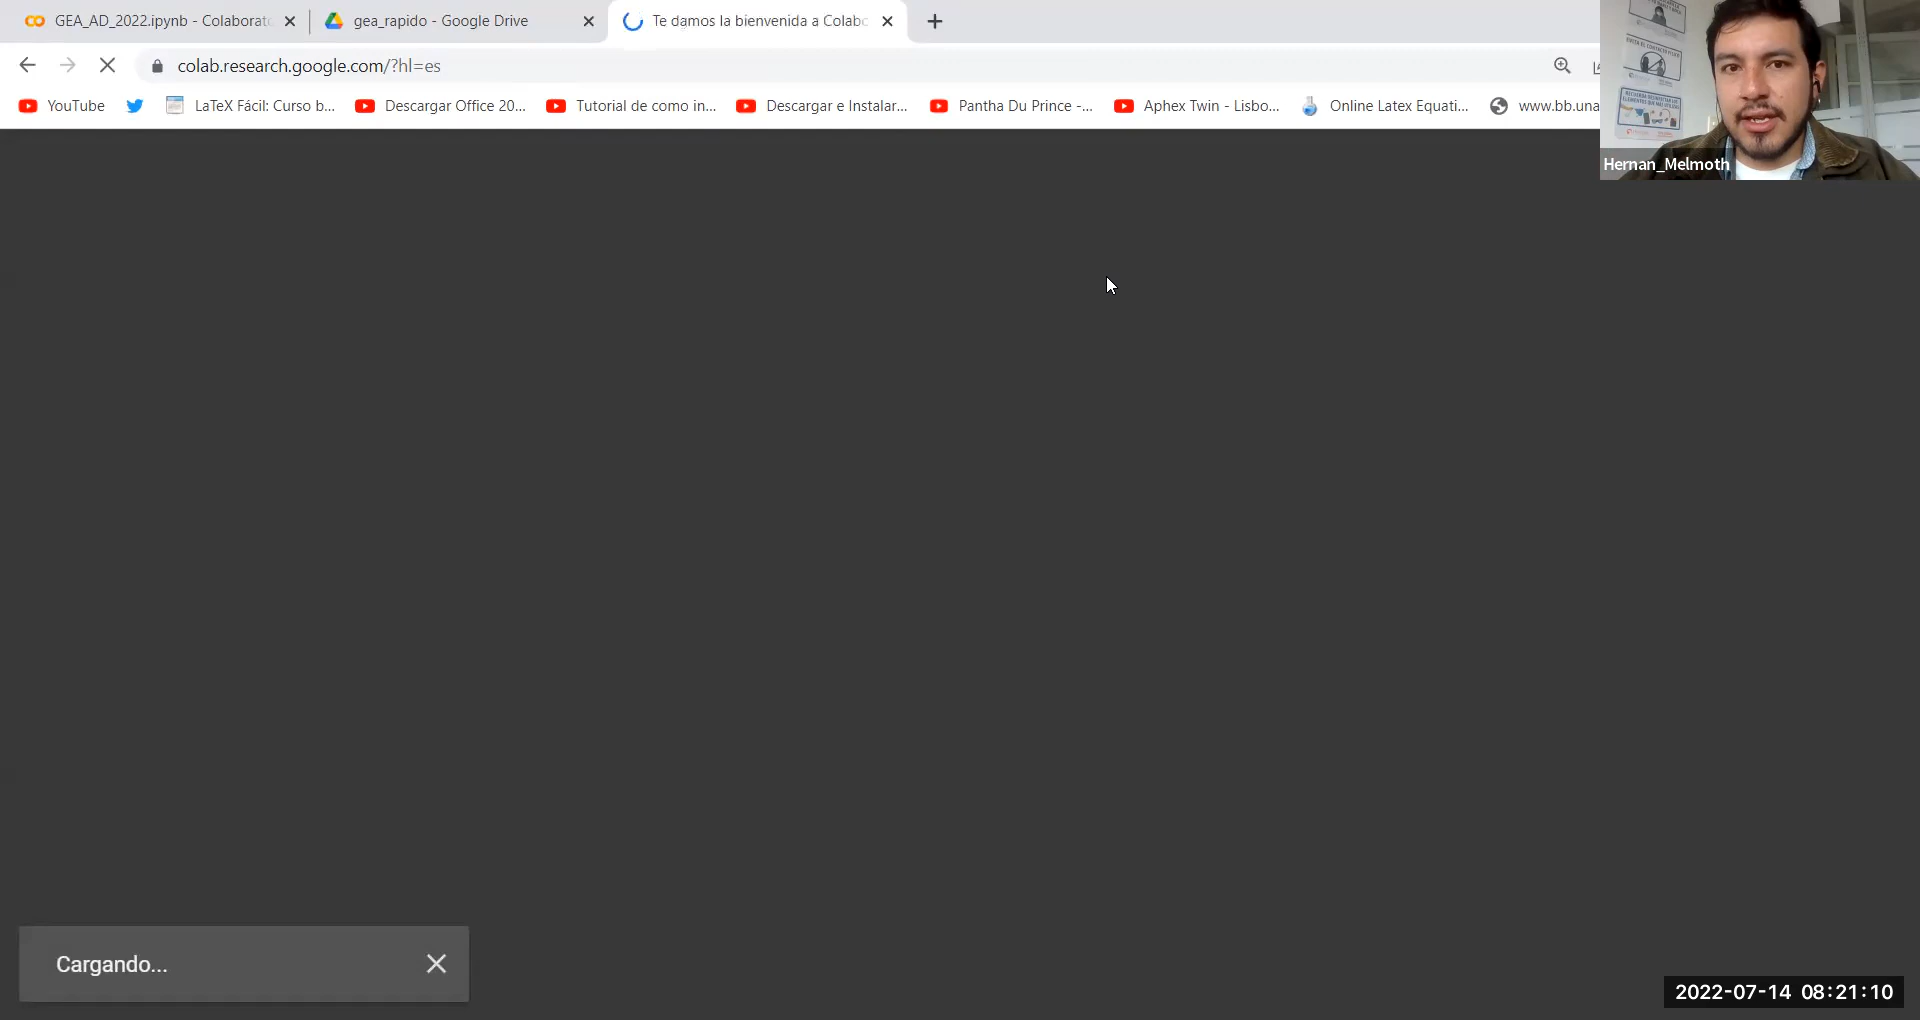 GEA_AD_2022.ipynb - Colaborato
gea_rapido - Google Drive
Te damos la bienvenida a Colabo
colab.research.google.com/?hl=es
YouTube
LaTeX Fácil: Curso b...
Descargar Office 20...
Tutorial de como in...
Descargar e Instalar...
Pantha Du Prince -...
Aphex Twin - Lisbo...
Online Latex Equati...
www.bb.una
Hernan_Melmoth
Cargando...
2022-07-14 08:21:10